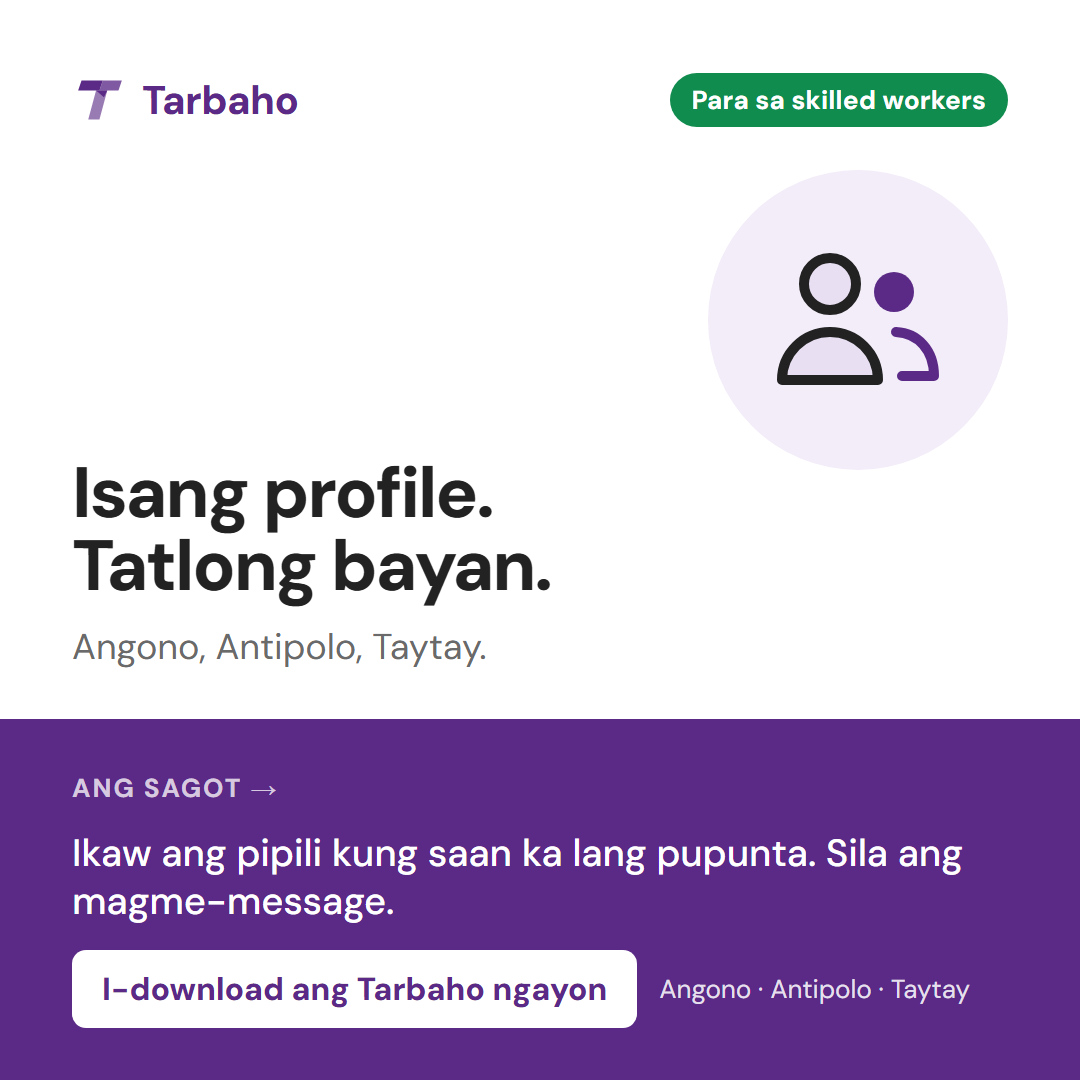 Tarbaho
Para sa skilled workers
Isang profile.
Tatlong bayan.
Angono, Antipolo, Taytay.
ANG SAGOT →
Ikaw ang pipili kung saan ka lang pupunta. Sila ang
magme-message.
I-download ang Tarbaho ngayon
Angono · Antipolo · Taytay